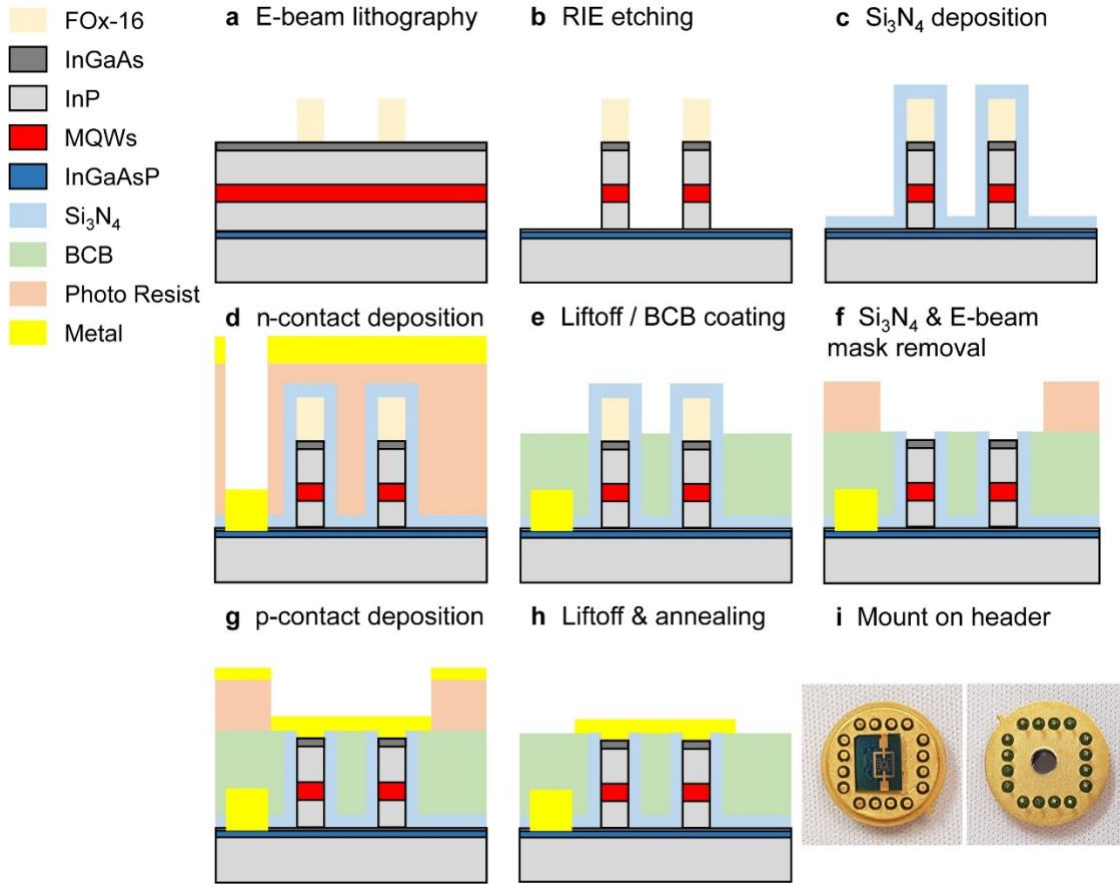 FOx-16
InGaAs
InP
MQWs
InGaAsP
Si₃N₄
BCB
Photo Resist
Metal
a E-beam lithography
b RIE etching
c Si₃N₄ deposition
d n-contact deposition
e Liftoff / BCB coating
f Si₃N₄ & E-beam
mask removal
g p-contact deposition
h Liftoff & annealing
i Mount on header